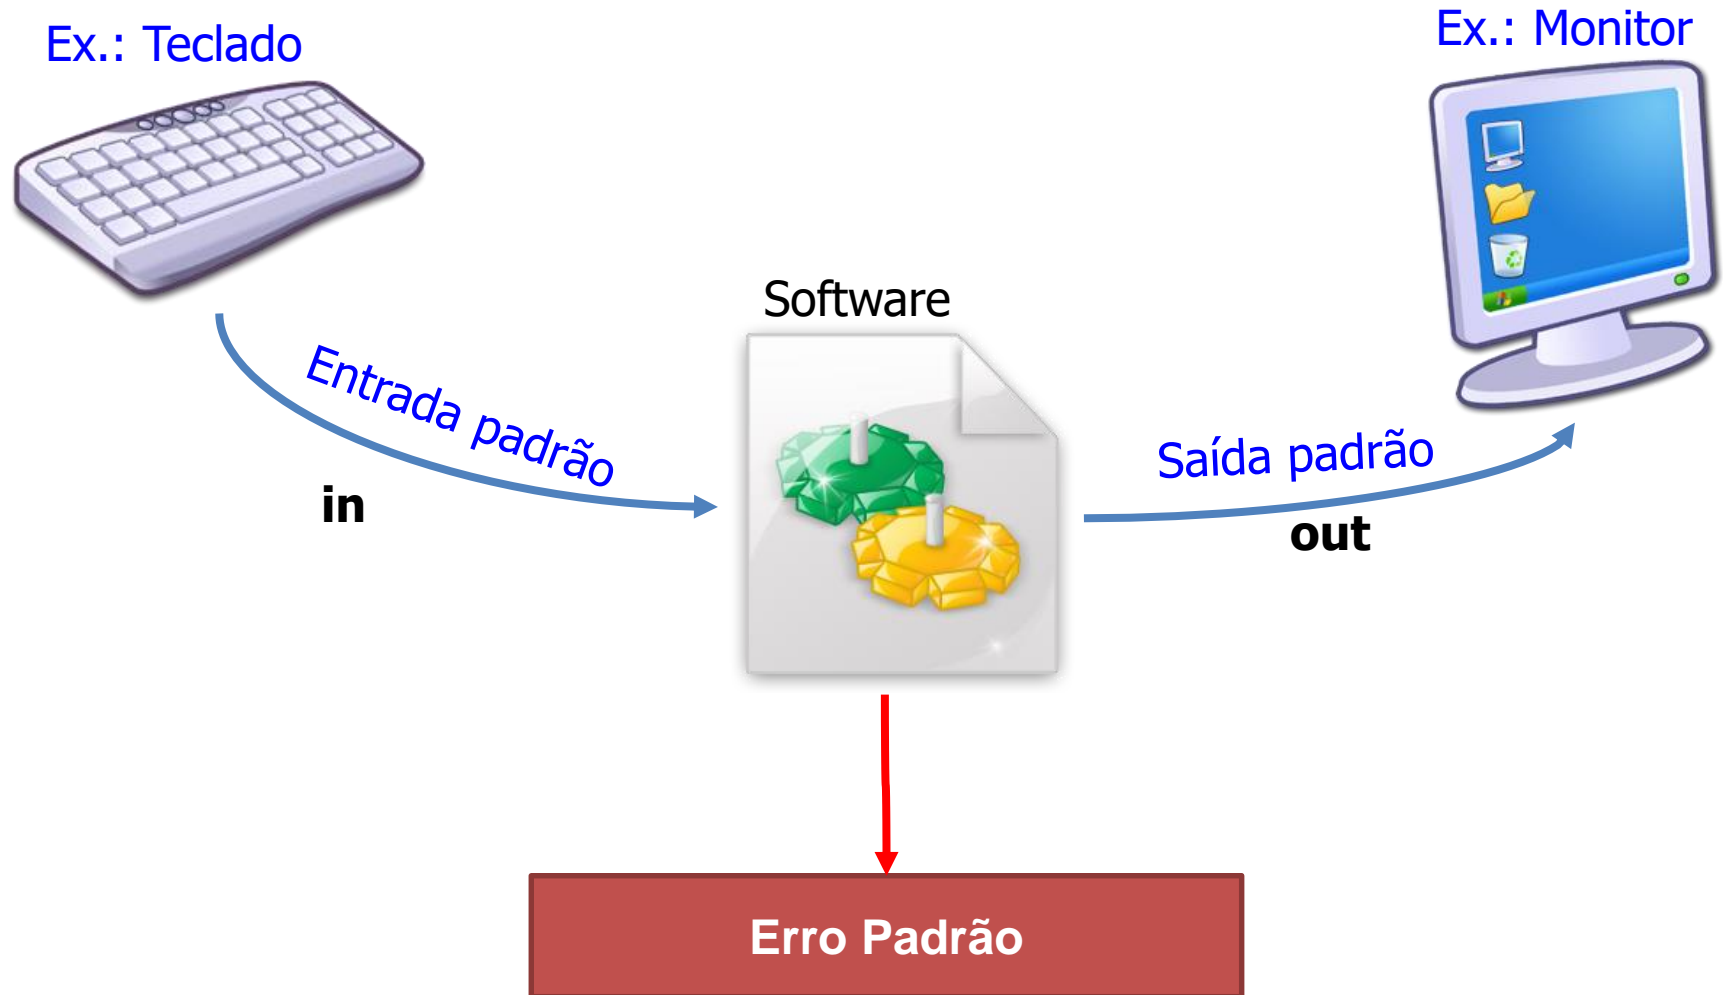 Ex.: Teclado
Ex.: Monitor
Software
Entrada padrão
in
Saída padrão
out
Erro Padrão